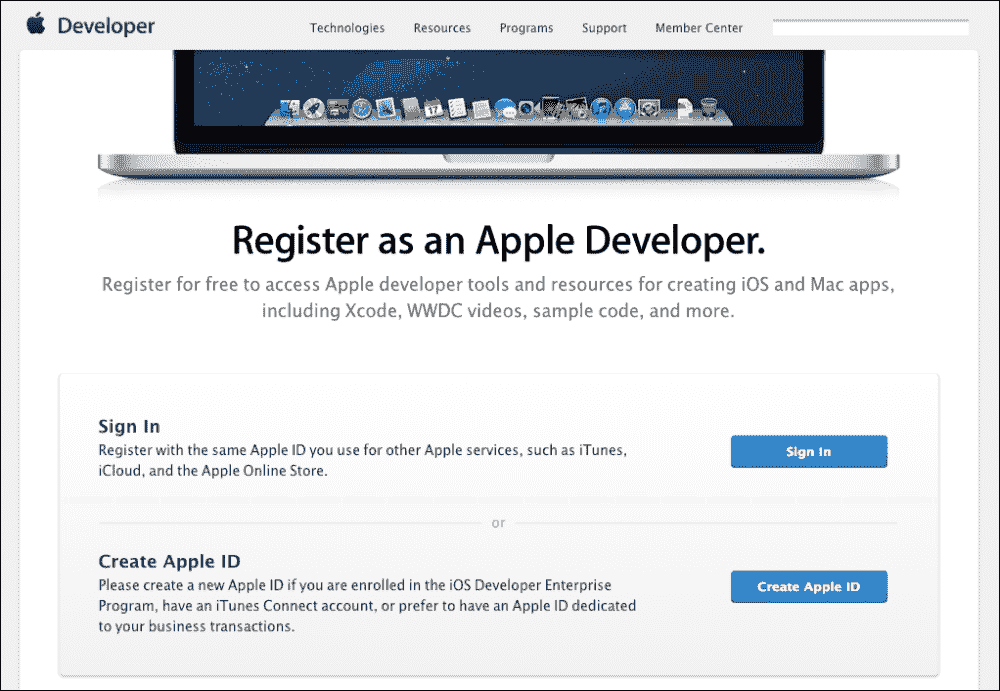 Developer
Technologies Resources Programs Support Member Center
17
Register as an Apple Developer.
Register for free to access Apple developer tools and resources for creating iOS and Mac apps,
including Xcode, WWDC videos, sample code, and more.
Sign In
Register with the same Apple ID you use for other Apple services, such as iTunes,
iCloud, and the Apple Online Store.
Sign In
or
Create Apple ID
Please create a new Apple ID if you are enrolled in the iOS Developer Enterprise
Program, have an iTunes Connect account, or prefer to have an Apple ID dedicated
to your business transactions.
Create Apple ID